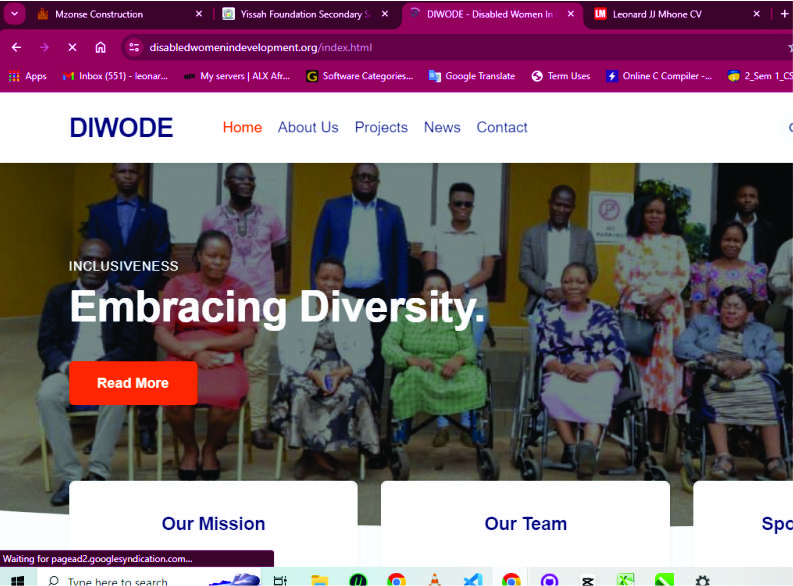 Mzonse Construction
Yissah Foundation Secondary S
DIWODE - Disabled Women In
LM Leonard JJ Mhone CV
disabledwomenindevelopment.org/index.html
Apps
Inbox (551) - leonar...
My servers | ALX Afr...
G Software Categories...
Google Translate
Term Uses
Online C Compiler -...
2_Sem 1_CS
DIWODE
Home
About Us
Projects
News
Contact
NO
INCLUSIVENESS
Embracing Diversity.
Read More
Our Mission
Our Team
Spo
Waiting for pagead2.googlesyndication.com...
Type here to search